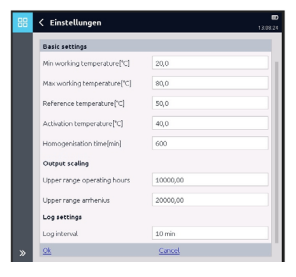 Einstellungen
13:08:24
Basic settings
Min working temperature[°C] 20,0
Max working temperature[°C] 80,0
Reference temperature[°C] 50,0
Activation temperature[°C] 40,0
Homogenisation time[min] 600
Output scaling
Upper range operating hours 10000,00
Upper range arrhenius 20000,00
Log settings
Log interval 10 min
Ok Cancel